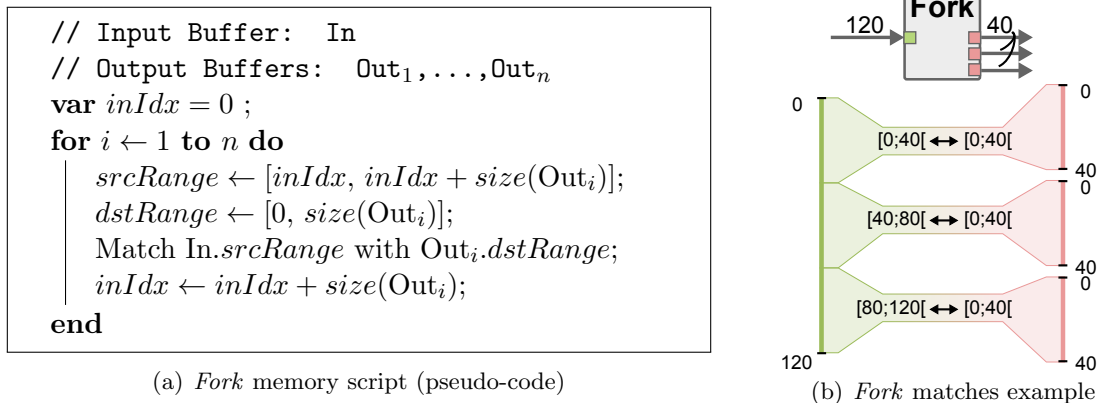 // Input Buffer: In
// Output Buffers: Out₁,...,Outₙ
var inIdx = 0 ;
for i ← 1 to n do
srcRange ← [inIdx, inIdx + size(Outᵢ)];
dstRange ← [0, size(Outᵢ)];
Match In.srcRange with Outᵢ.dstRange;
inIdx ← inIdx + size(Outᵢ);
end
(a) Fork memory script (pseudo-code)
Fork
120 40
0 0
[0;40[ ↔ [0;40[
40
0
[40;80[ ↔ [0;40[
40
0
[80;120[ ↔ [0;40[
120 40
(b) Fork matches example